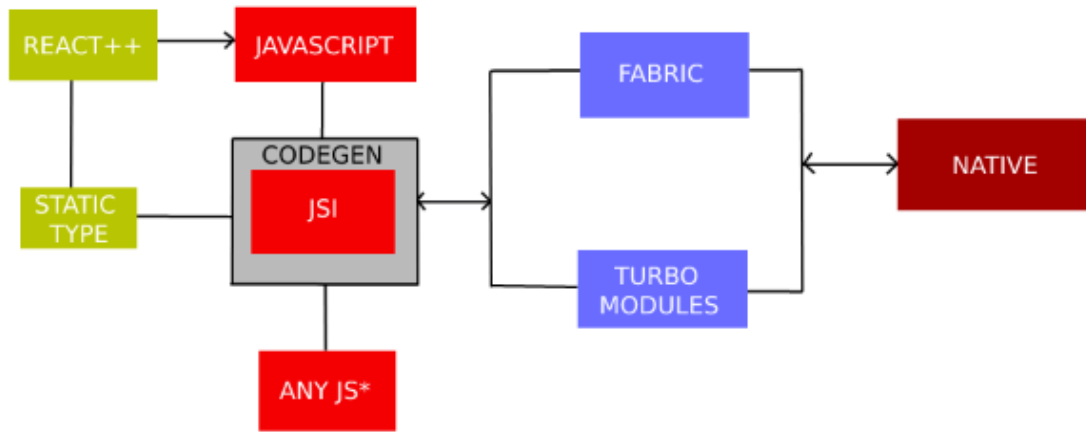 REACT++
JAVASCRIPT
FABRIC
CODEGEN
JSI
NATIVE
STATIC
TYPE
TURBO
MODULES
ANY JS*